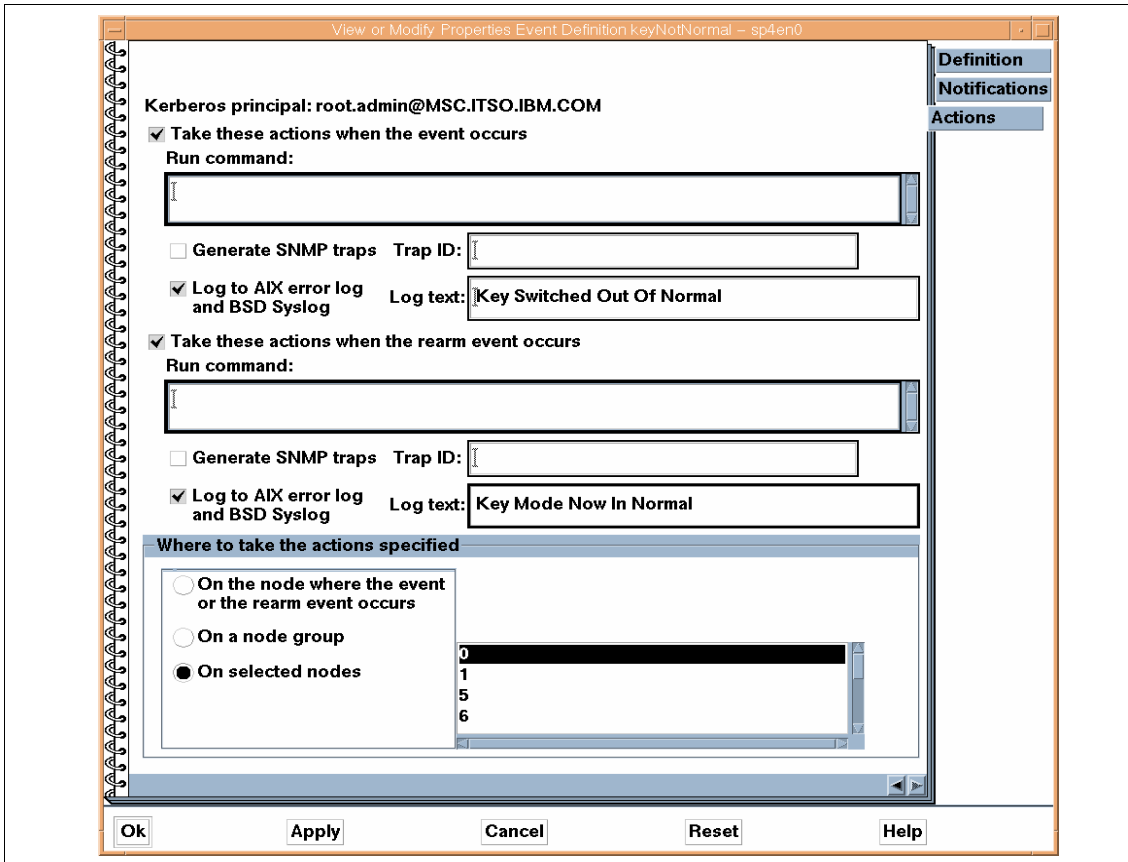 View or Modify Properties Event Definition keyNotNormal – sp4en0
Definition
Notifications
Actions
Kerberos principal: root.admin@MSC.ITSO.IBM.COM
Take these actions when the event occurs
Run command:
Generate SNMP traps Trap ID:
Log to AIX error log
and BSD Syslog
Log text: Key Switched Out Of Normal
Take these actions when the rearm event occurs
Run command:
Generate SNMP traps Trap ID:
Log to AIX error log
and BSD Syslog
Log text: Key Mode Now In Normal
Where to take the actions specified
On the node where the event
or the rearm event occurs
On a node group
On selected nodes
0
1
5
6
Ok Apply Cancel Reset Help